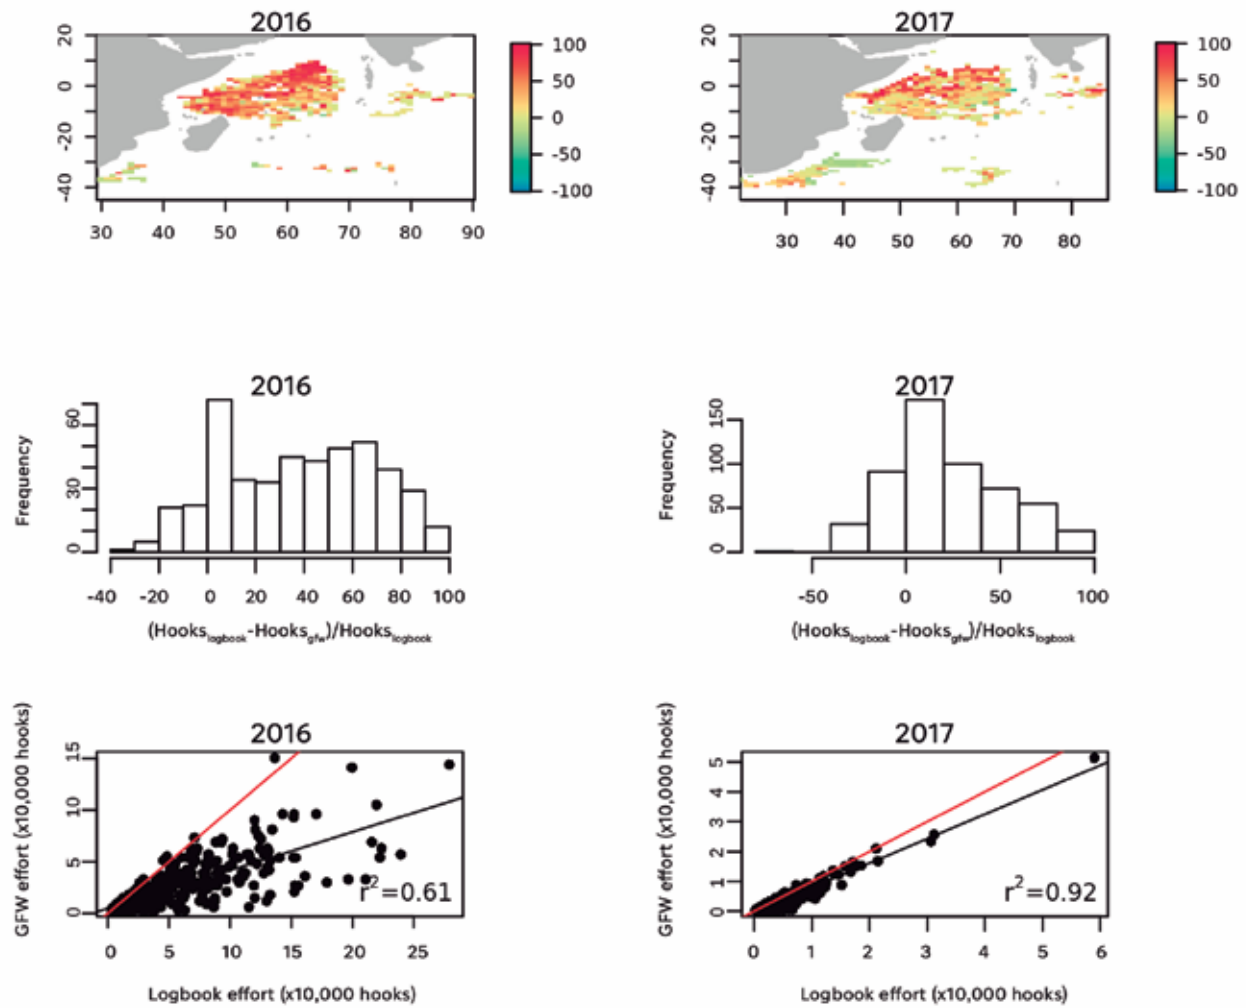 2016 2017
20 0 -20 -40
30 40 50 60 70 80 90
100 50 0 -50 -100
20 0 -20 -40
30 40 50 60 70 80
100 50 0 -50 -100
2016 2017
Frequency
60 30 0
-40 -20 0 20 40 60 80 100
(Hookslogbook-Hooksgfw)/Hookslogbook
Frequency
150 100 50 0
-50 0 50 100
(Hookslogbook-Hooksgfw)/Hookslogbook
2016 2017
GFW effort (x10,000 hooks)
15 10 5 0
r²=0.61
0 5 10 15 20 25
Logbook effort (x10,000 hooks)
GFW effort (x10,000 hooks)
5 4 3 2 1 0
r²=0.92
0 1 2 3 4 5 6
Logbook effort (x10,000 hooks)